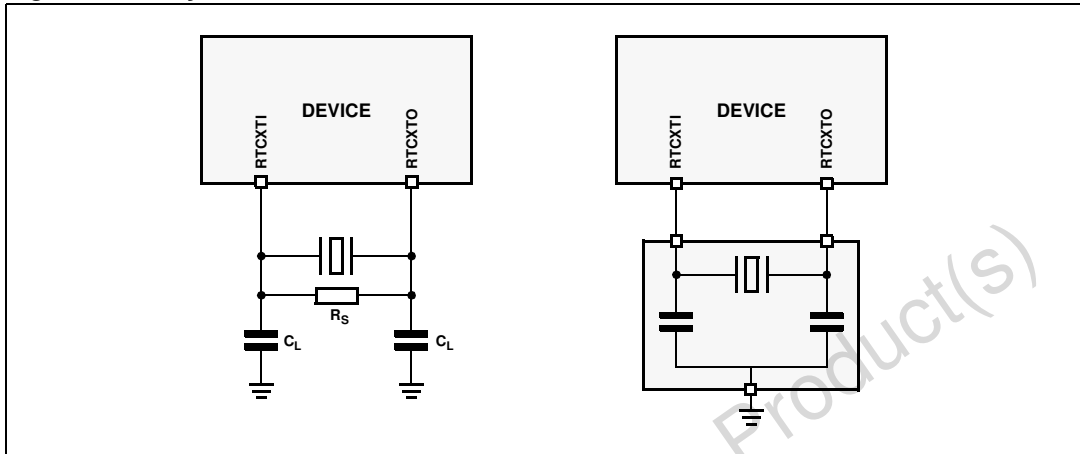 DEVICE
RTCXTI
RTCXTO
R_S
C_L
C_L
DEVICE
RTCXTI
RTCXTO
Product(s)